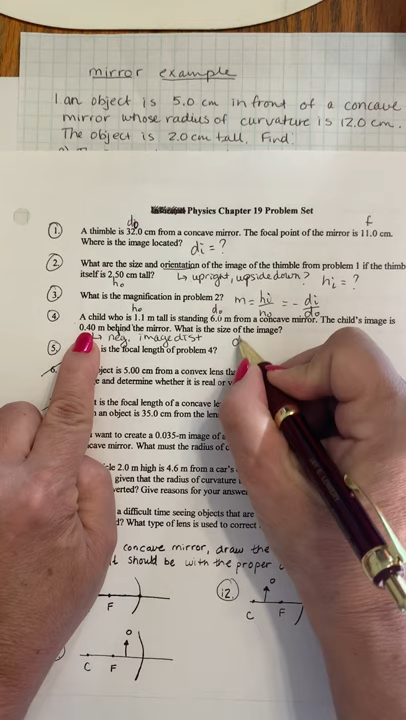 mirror example
1 an object is 5.0 cm in front of a concave
mirror whose radius of curvature is 12.0 cm.
The object is 2.0 cm tall. Find:
Physics Chapter 19 Problem Set
do
f
1. A thimble is 32.0 cm from a concave mirror. The focal point of the mirror is 11.0 cm.
Where is the image located? di = ?
2. What are the size and orientation of the image of the thimble from problem 1 if the thimb
itself is 2.50 cm tall? ↳ upright, upside down? hi = ?
ho
3. What is the magnification in problem 2? m = hi/ho = - di/do
ho do
4. A child who is 1.1 m tall is standing 6.0 m from a concave mirror. The child's image is
0.40 m behind the mirror. What is the size of the image?
↳ neg. image dist
5. is the focal length of problem 4?
6. ject is 5.00 cm from a convex lens tha
e and determine whether it is real or v
t is the focal length of a concave le
an object is 35.0 cm from the len
want to create a 0.035-m image of a
cave mirror. What must the radius of c
cle 2.0 m high is 4.6 m from a car's
given that the radius of curvature
verted? Give reasons for your answe
a difficult time seeing objects that are
d? What type of lens is used to correct
concave mirror, draw the
t should be with the proper
F
12. O
C F
O
C F